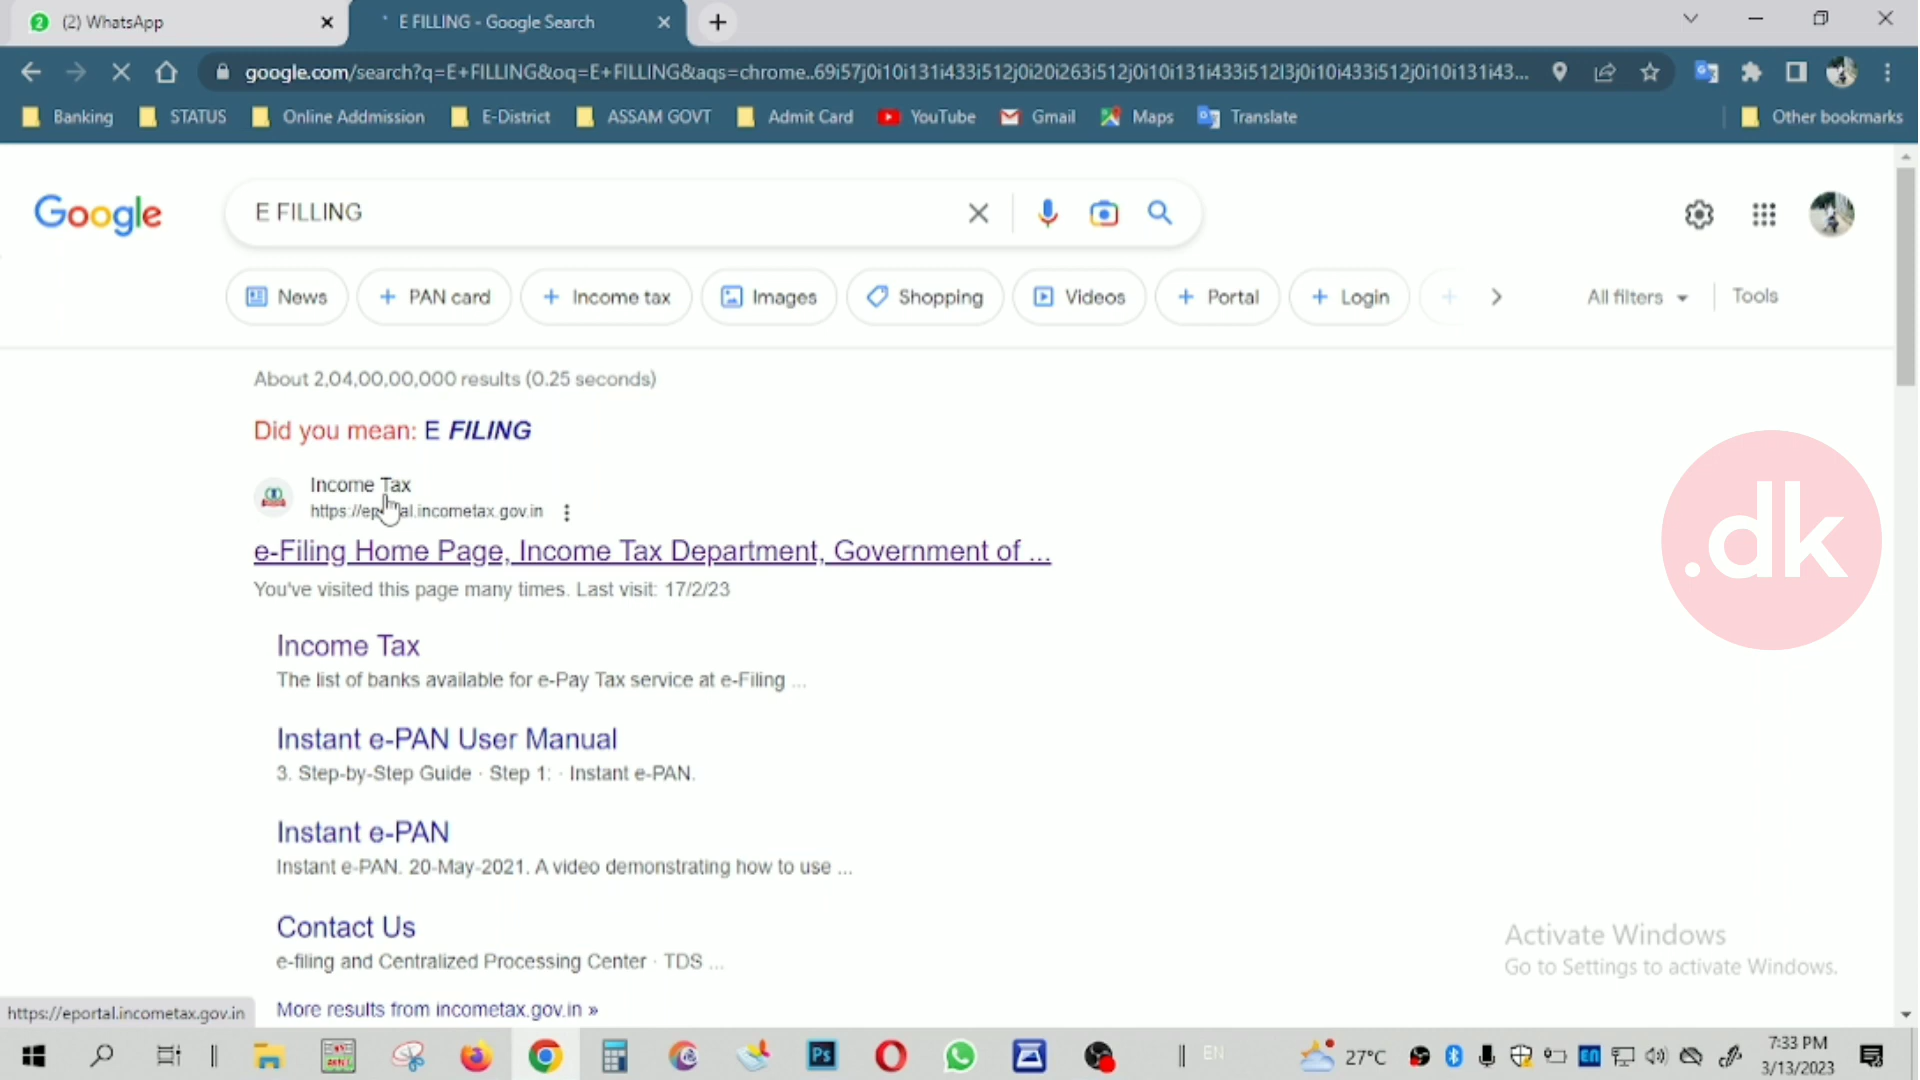 (2) WhatsApp
E FILLING - Google Search
google.com/search?q=E+FILLING&oq=E+FILLING&aqs=chrome..69i57j0i10i131i433i512j0i20i263i512j0i10i131i433i512l3j0i10i433i512j0i10i131i43...
Banking STATUS Online Addmission E-District ASSAM GOVT Admit Card YouTube Gmail Maps Translate Other bookmarks
Google
E FILLING
News PAN card Income tax Images Shopping Videos Portal Login All filters Tools
About 2,04,00,00,000 results (0.25 seconds)
Did you mean: E FILING
Income Tax
https://eportal.incometax.gov.in
e-Filing Home Page, Income Tax Department, Government of ...
You've visited this page many times. Last visit: 17/2/23
Income Tax
The list of banks available for e-Pay Tax service at e-Filing ...
Instant e-PAN User Manual
3. Step-by-Step Guide · Step 1: · Instant e-PAN.
Instant e-PAN
Instant e-PAN. 20-May-2021. A video demonstrating how to use ...
Contact Us
e-filing and Centralized Processing Center · TDS ...
More results from incometax.gov.in »
.dk
Activate Windows
Go to Settings to activate Windows.
https://eportal.incometax.gov.in
Ps
EN
27°C
7:33 PM
3/13/2023